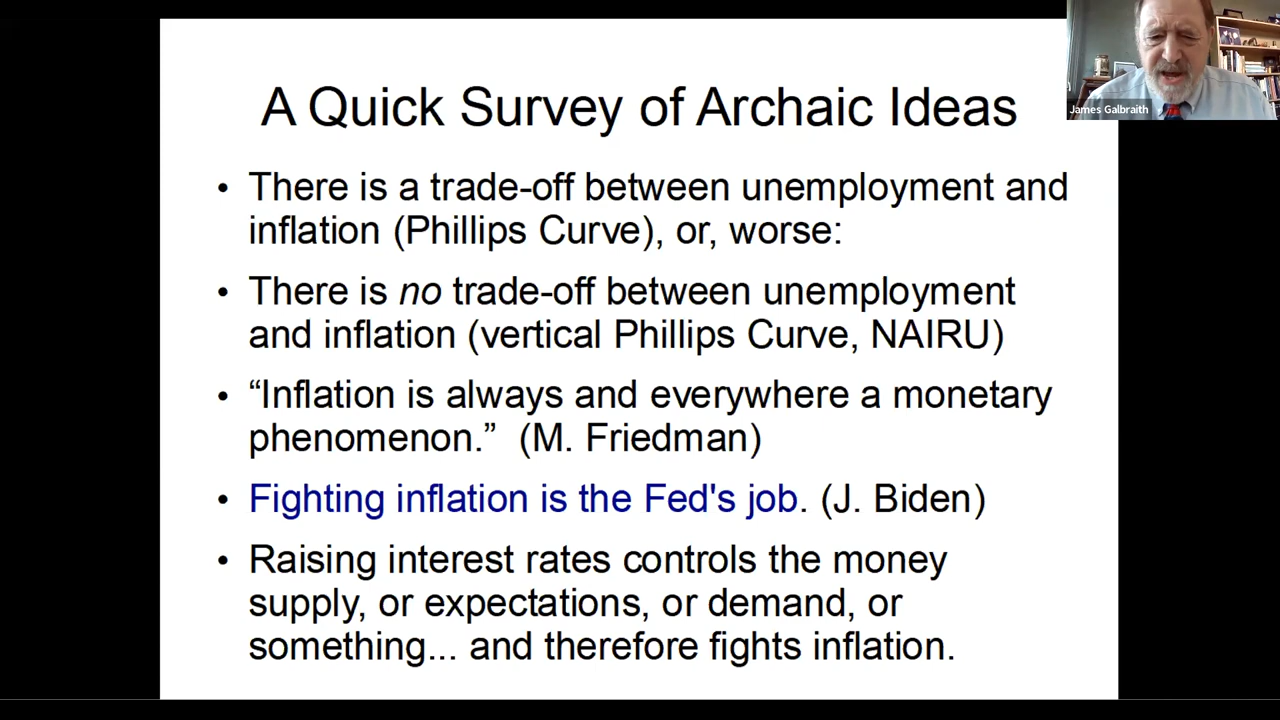 A Quick Survey of Archaic Ideas
James Galbraith
• There is a trade-off between unemployment and
inflation (Phillips Curve), or, worse:
• There is no trade-off between unemployment
and inflation (vertical Phillips Curve, NAIRU)
• “Inflation is always and everywhere a monetary
phenomenon.”  (M. Friedman)
• Fighting inflation is the Fed's job. (J. Biden)
• Raising interest rates controls the money
supply, or expectations, or demand, or
something... and therefore fights inflation.